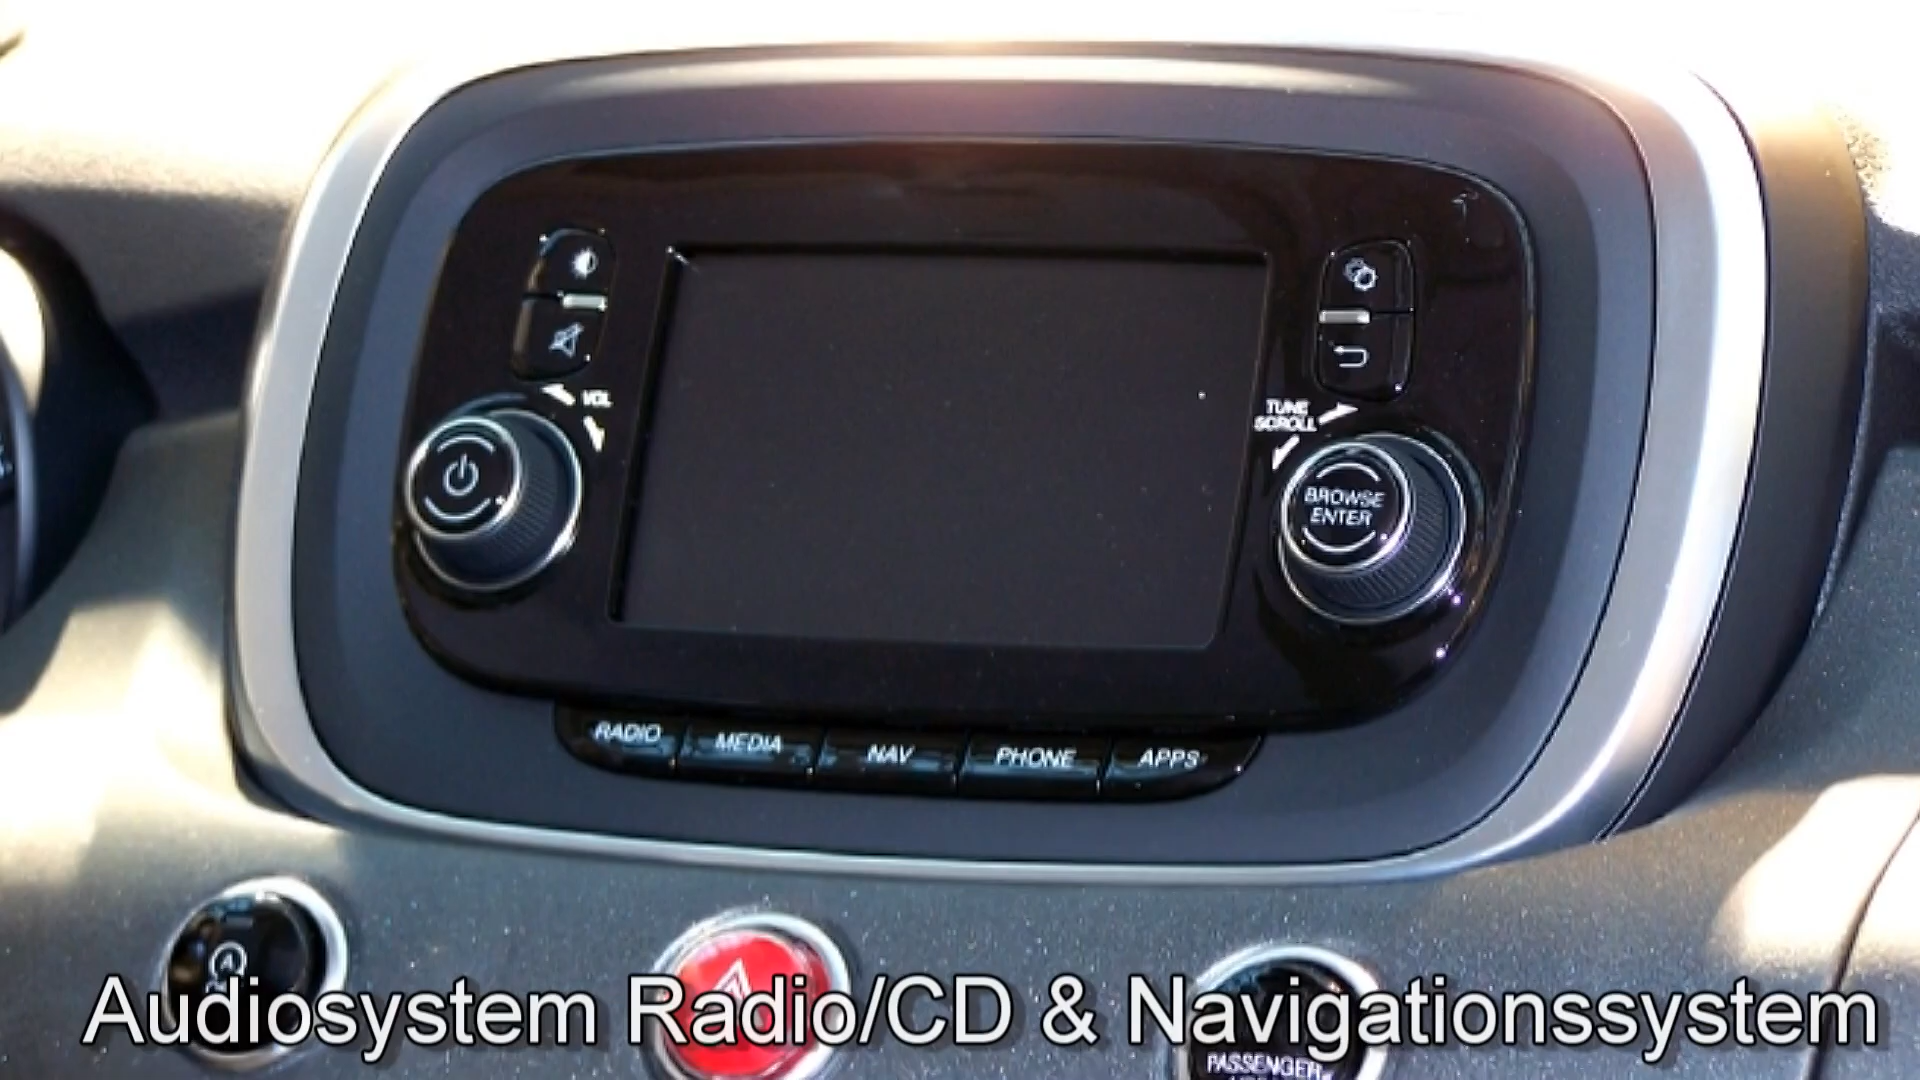 VOL
TUNE
SCROLL
BROWSE
ENTER
RADIO
MEDIA
NAV
PHONE
APPS
A
Audiosystem Radio/CD & Navigationssystem
PASSENGER